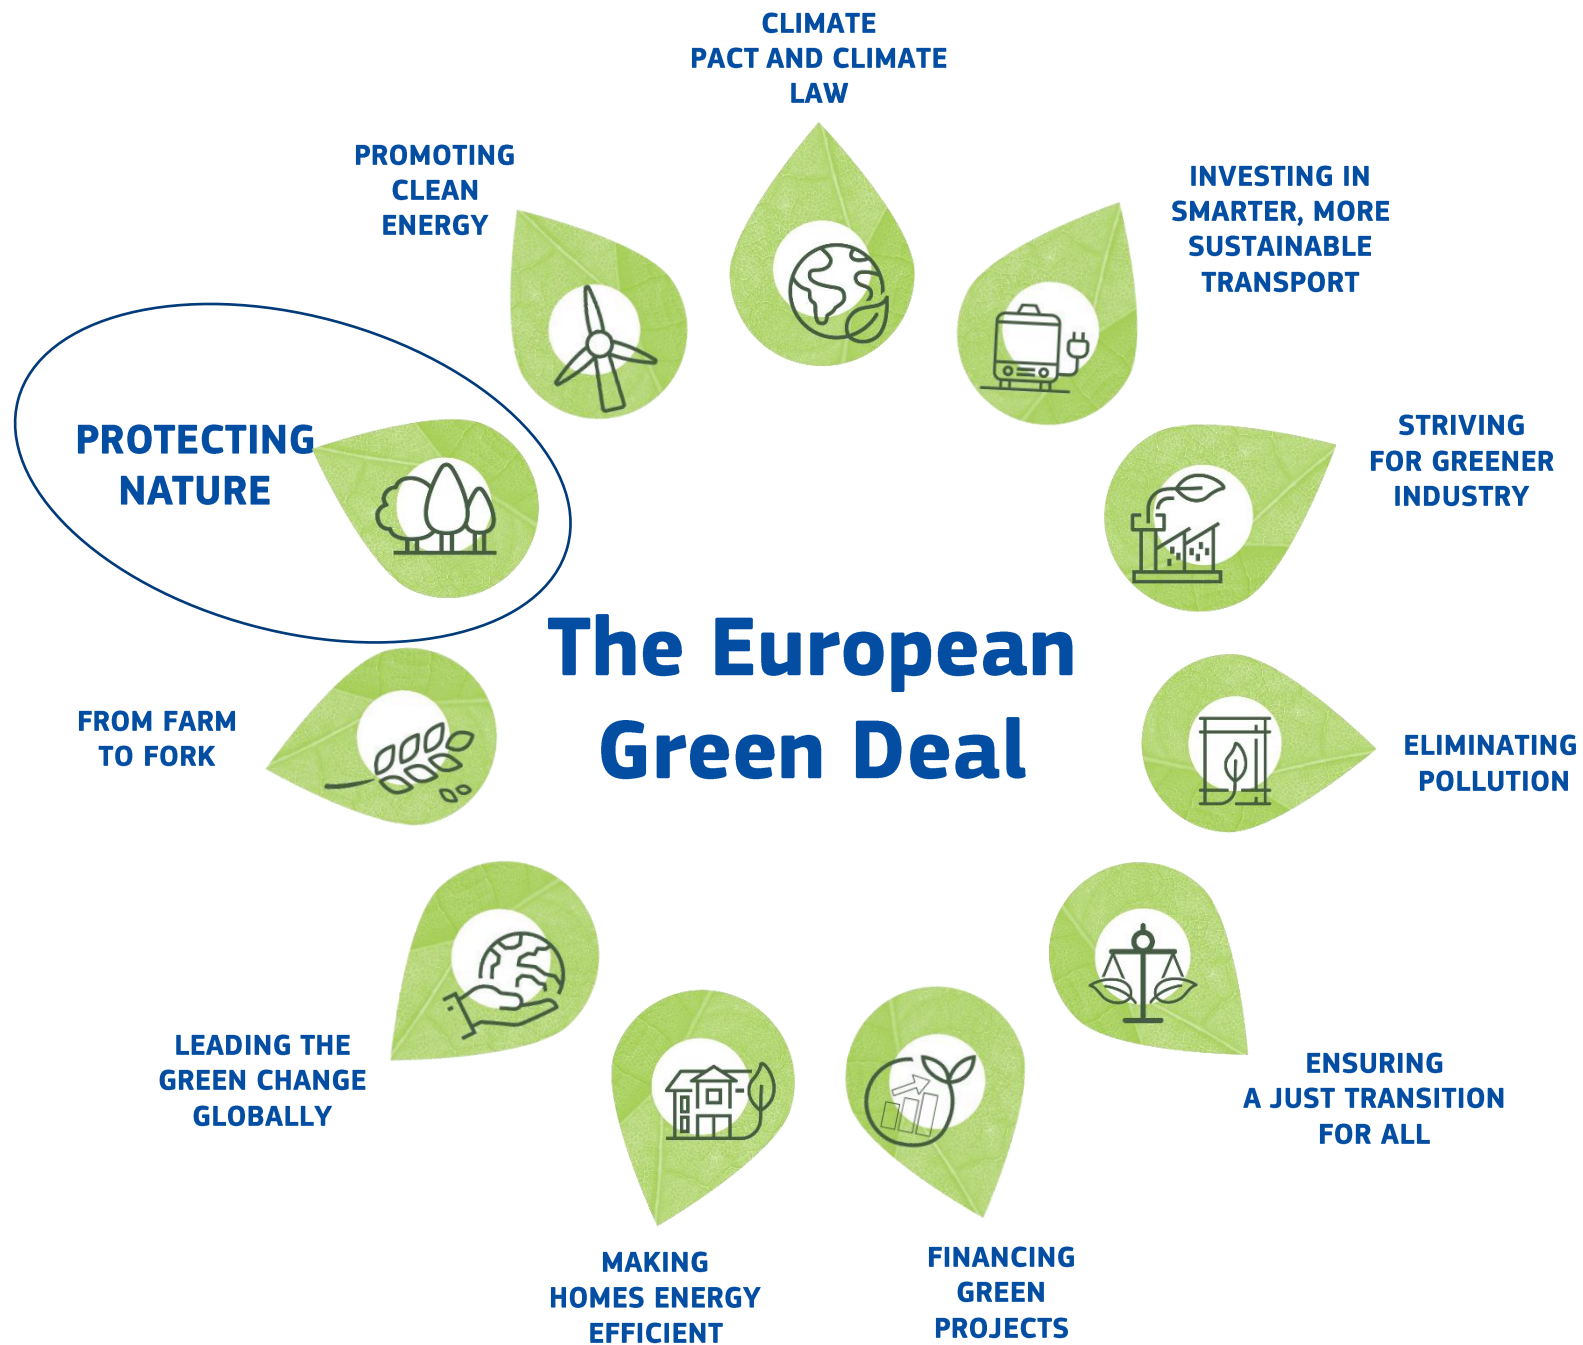 CLIMATE
PACT AND CLIMATE
LAW
PROMOTING
CLEAN
ENERGY
INVESTING IN
SMARTER, MORE
SUSTAINABLE
TRANSPORT
PROTECTING
NATURE
STRIVING
FOR GREENER
INDUSTRY
The European
Green Deal
FROM FARM
TO FORK
ELIMINATING
POLLUTION
LEADING THE
GREEN CHANGE
GLOBALLY
ENSURING
A JUST TRANSITION
FOR ALL
MAKING
HOMES ENERGY
EFFICIENT
FINANCING
GREEN
PROJECTS